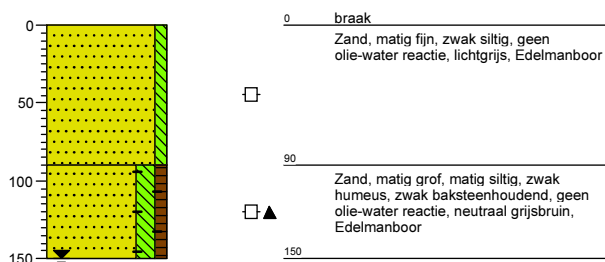 0
50
100
150
0
braak
Zand, matig fijn, zwak siltig, geen
olie-water reactie, lichtgrijs, Edelmanboor
90
Zand, matig grof, matig siltig, zwak
humeus, zwak baksteenhoudend, geen
olie-water reactie, neutraal grijsbruin,
Edelmanboor
150